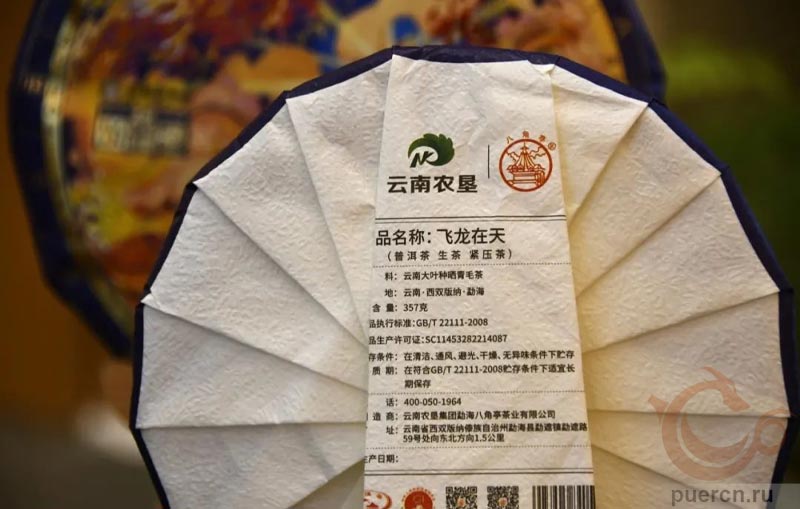 NK
八角亭
云南农垦
品名称：飞龙在天
（普洱茶 生茶 紧压茶）
料：云南大叶种晒青毛茶
地：云南·西双版纳·勐海
含量：357克
品执行标准：GB/T 22111-2008
品生产许可证：SC11453282214087
存条件：在清洁、通风、避光、干燥、无异味条件下贮存
质 期：在符合GB/T 22111-2008贮存条件下适宜长
期保存
话：400-050-1964
造商：云南农垦集团勐海八角亭茶业有限公司
址：云南省西双版纳傣族自治州勐海县勐遮镇勐遮路
59号处向东北方向1.5公里
生产日期：
puercn.ru